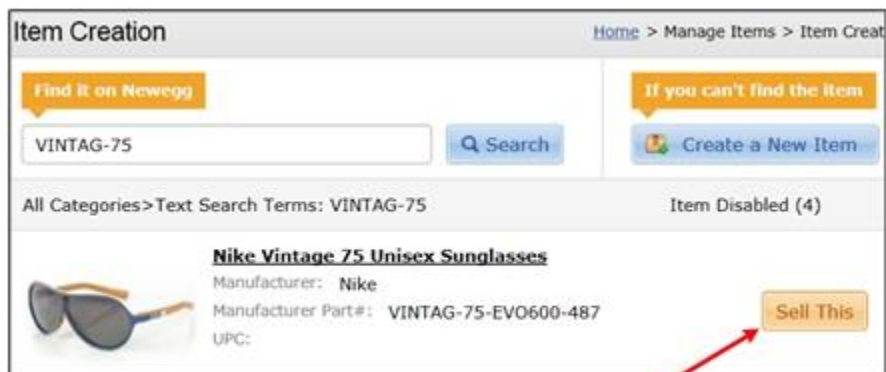 Item Creation
Home > Manage Items > Item Creat
Find it on Newegg
If you can't find the item
VINTAG-75
Search
Create a New Item
All Categories>Text Search Terms: VINTAG-75
Item Disabled (4)
Nike Vintage 75 Unisex Sunglasses
Manufacturer: Nike
Manufacturer Part#: VINTAG-75-EVO600-487
Sell This
UPC: